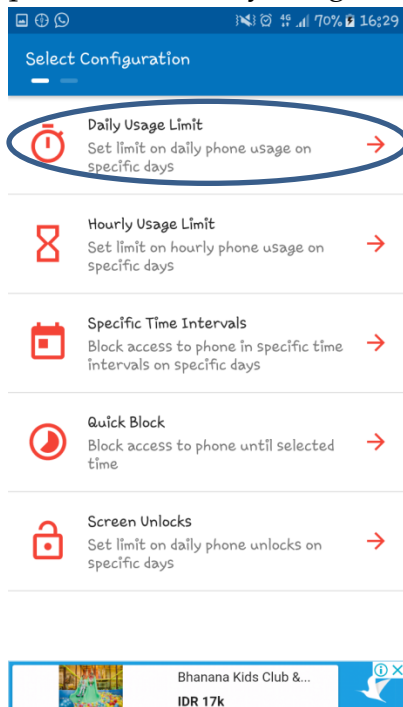 4G 70% 16:29
Select Configuration
Daily Usage Limit
Set limit on daily phone usage on
specific days
Hourly Usage Limit
Set limit on hourly phone usage on
specific days
Specific Time Intervals
Block access to phone in specific time
intervals on specific days
Quick Block
Block access to phone until selected
time
Screen Unlocks
Set limit on daily phone unlocks on
specific days
Bhanana Kids Club &...
IDR 17k